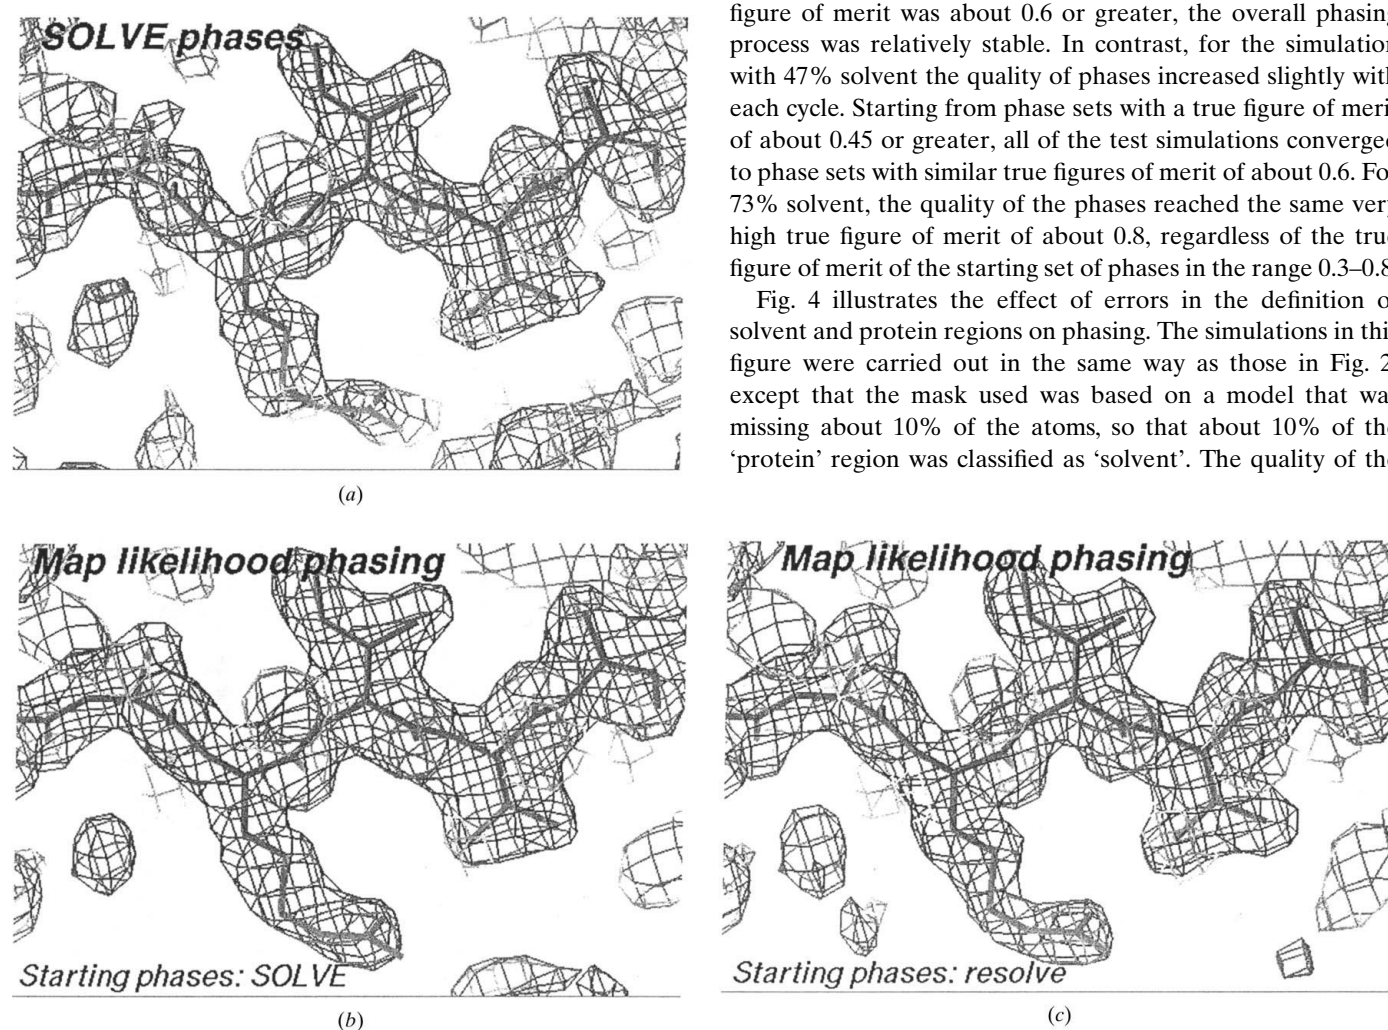 SOLVE phases
(a)
figure of merit was about 0.6 or greater, the overall phasing
process was relatively stable. In contrast, for the simulation
with 47% solvent the quality of phases increased slightly with
each cycle. Starting from phase sets with a true figure of meri
of about 0.45 or greater, all of the test simulations converged
to phase sets with similar true figures of merit of about 0.6. Fo
73% solvent, the quality of the phases reached the same very
high true figure of merit of about 0.8, regardless of the true
figure of merit of the starting set of phases in the range 0.3–0.8
Fig. 4 illustrates the effect of errors in the definition o
solvent and protein regions on phasing. The simulations in thi
figure were carried out in the same way as those in Fig. 2
except that the mask used was based on a model that wa
missing about 10% of the atoms, so that about 10% of the
‘protein’ region was classified as ‘solvent’. The quality of the
Map likelihood phasing
Starting phases: SOLVE
(b)
Map likelihood phasing
Starting phases: resolve
(c)